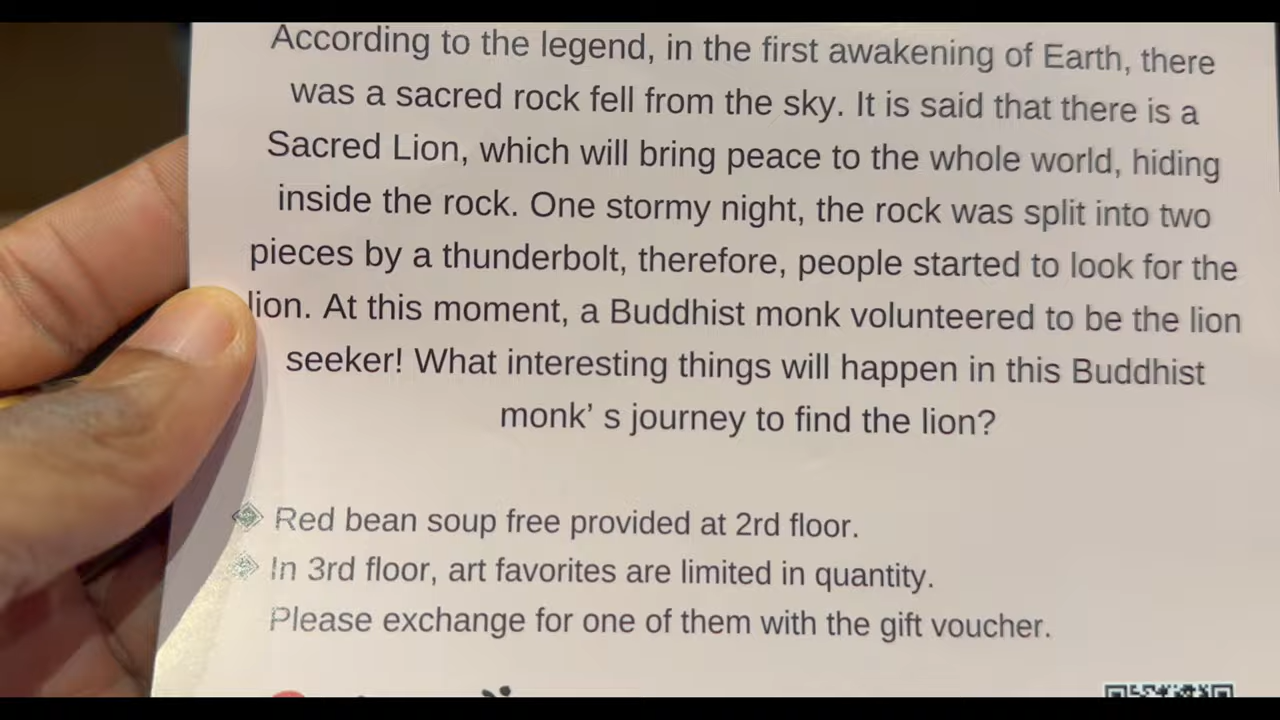 According to the legend, in the first awakening of Earth, there
was a sacred rock fell from the sky. It is said that there is a
Sacred Lion, which will bring peace to the whole world, hiding
inside the rock. One stormy night, the rock was split into two
pieces by a thunderbolt, therefore, people started to look for the
lion. At this moment, a Buddhist monk volunteered to be the lion
seeker! What interesting things will happen in this Buddhist
monk’ s journey to find the lion?
Red bean soup free provided at 2rd floor.
In 3rd floor, art favorites are limited in quantity.
Please exchange for one of them with the gift voucher.